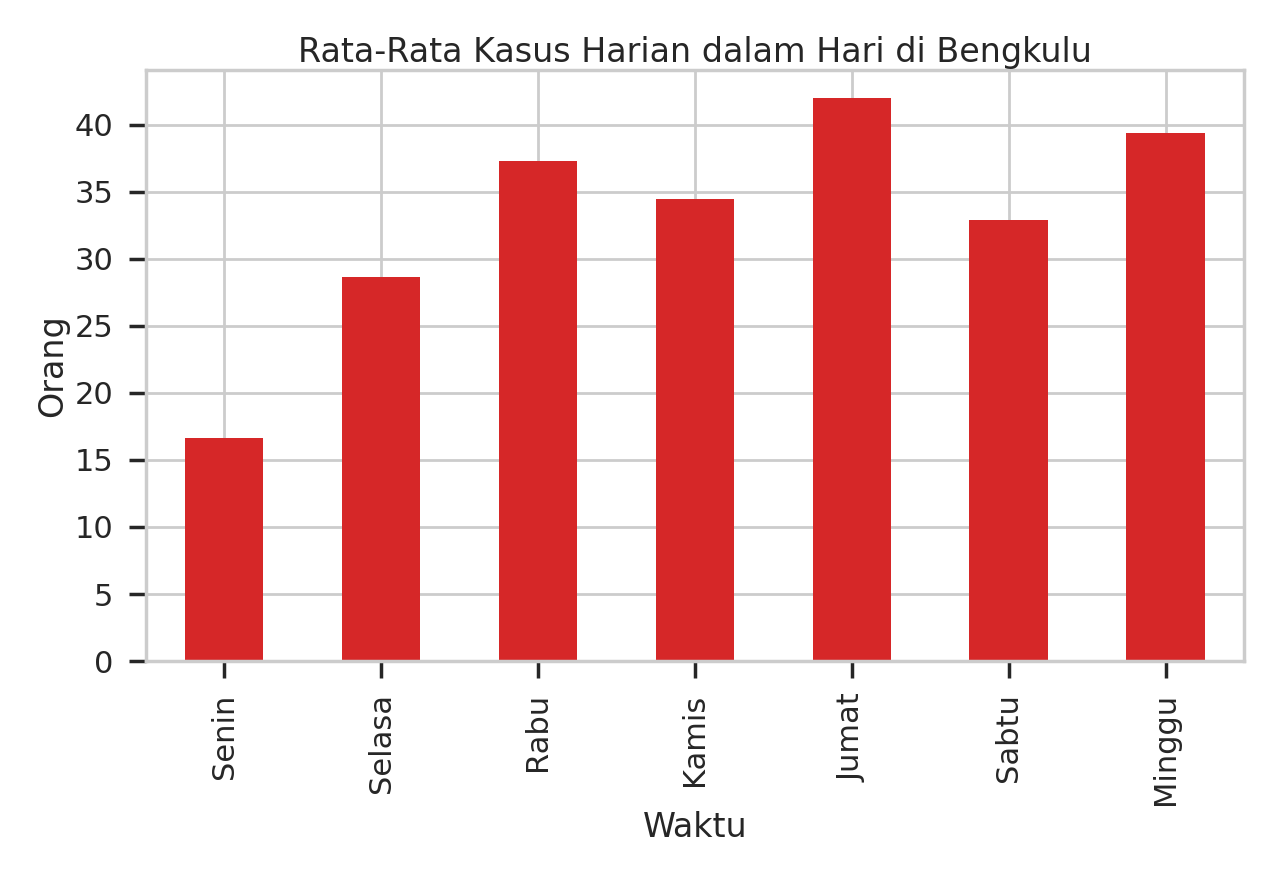 Rata-Rata Kasus Harian dalam Hari di Bengkulu
40
35
30
25
20
15
10
5
0
Orang
Senin
Selasa
Rabu
Kamis
Jumat
Sabtu
Minggu
Waktu